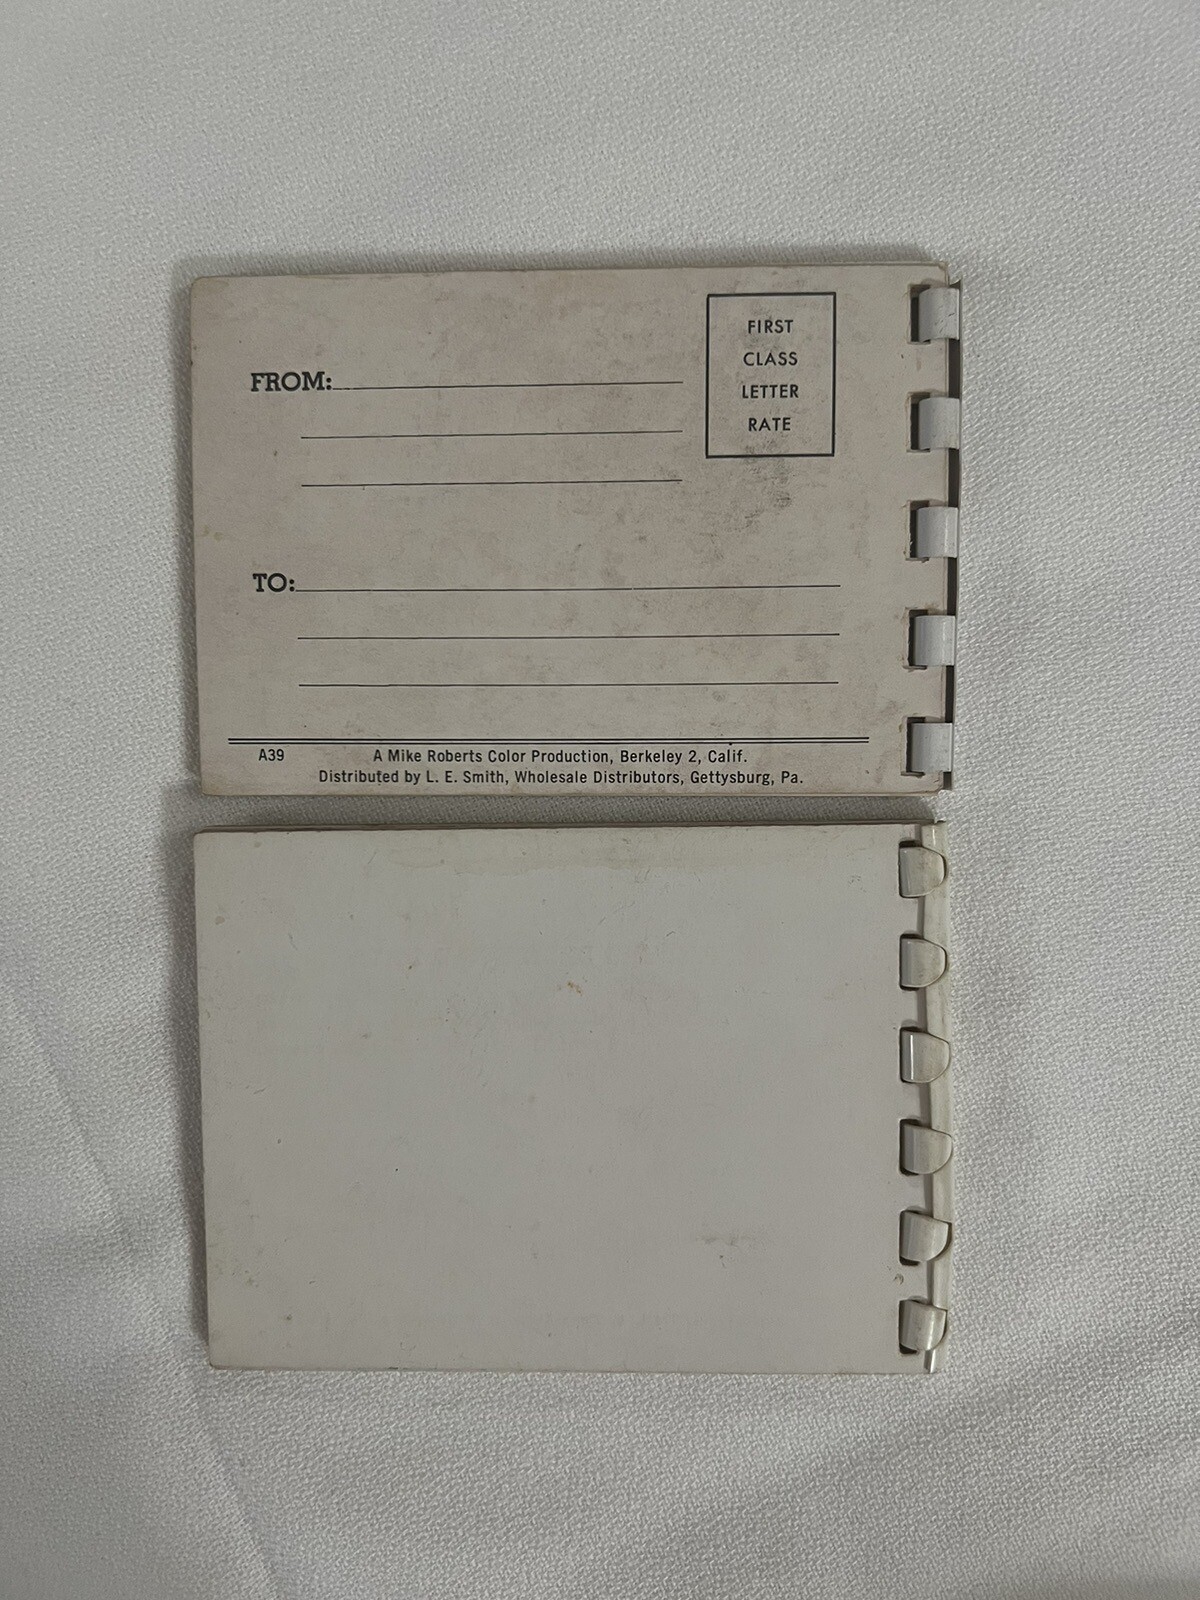 FIRST
CLASS
LETTER
RATE
FROM:
TO:
A39 A Mike Roberts Color Production, Berkeley 2, Calif.
Distributed by L. E. Smith, Wholesale Distributors, Gettysburg, Pa.